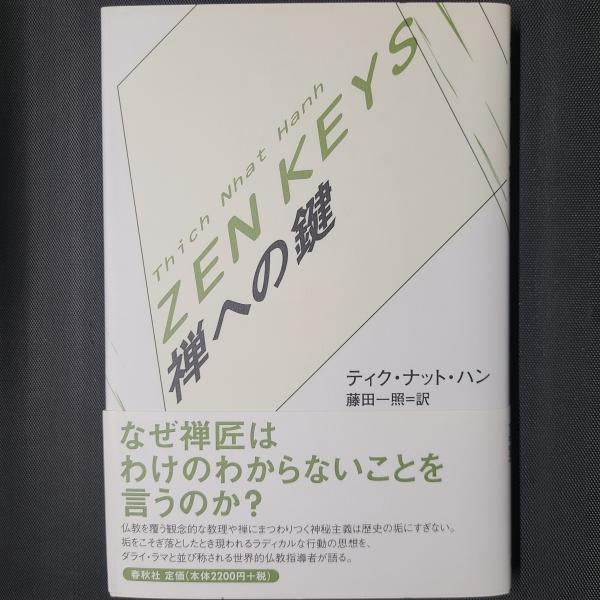 Thich Nhat Hanh
ZEN KEYS
禅への鍵
ティク・ナット・ハン
藤田一照=訳
なぜ禅匠は
わけのわからないことを
言うのか?
仏教を覆う観念的な教理や禅にまつわりつく神秘主義は歴史の垢にすぎない。
垢をこそぎ落としたとき現われるラディカルな行動の思想を、
ダライ・ラマと並び称される世界的仏教指導者が語る。
春秋社 定価(本体2200円+税)